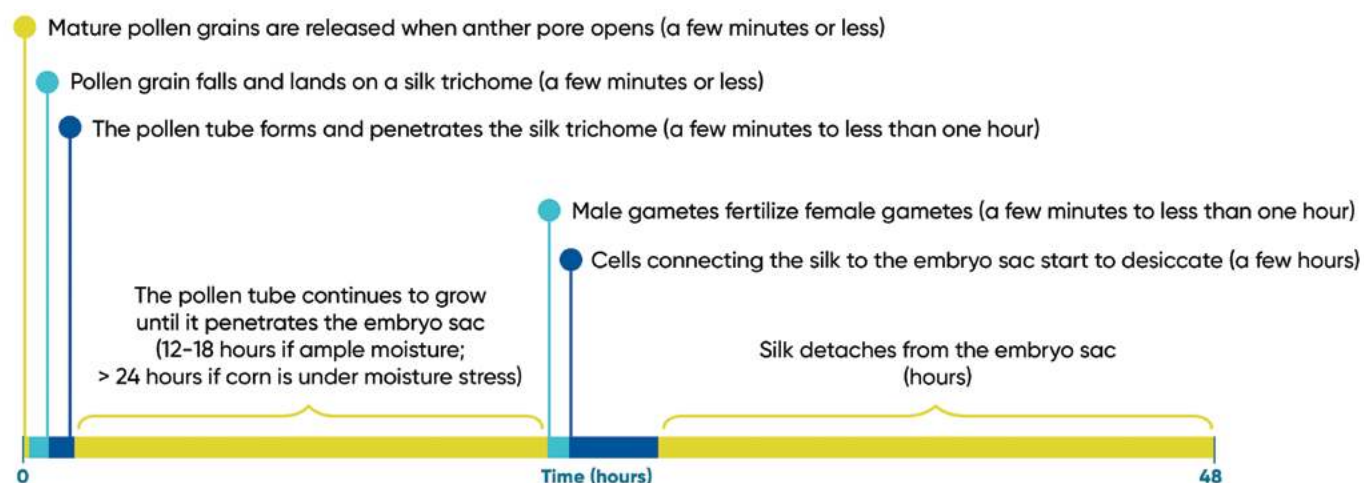 Mature pollen grains are released when anther pore opens (a few minutes or less)
Pollen grain falls and lands on a silk trichome (a few minutes or less)
The pollen tube forms and penetrates the silk trichome (a few minutes to less than one hour)
Male gametes fertilize female gametes (a few minutes to less than one hour)
Cells connecting the silk to the embryo sac start to desiccate (a few hours)
The pollen tube continues to grow
until it penetrates the embryo sac
(12-18 hours if ample moisture;
> 24 hours if corn is under moisture stress)
Silk detaches from the embryo sac
(hours)
0
Time (hours)
48